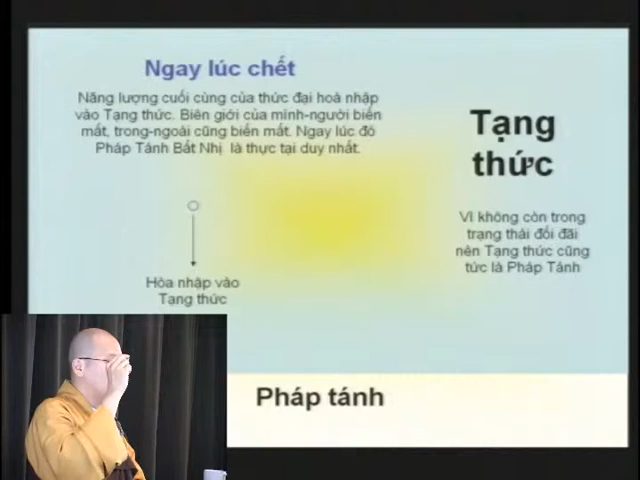 Ngay lúc chết
Năng lượng cuối cùng của thức đại hoà nhập
vào Tạng thức. Biên giới của mình-người biến
mất, trong-ngoài cũng biến mất. Ngay lúc đó
Pháp Tánh Bất Nhị là thực tại duy nhất.
Hòa nhập vào
Tạng thức
Tạng
thức
Vì không còn trong
trạng thái đối đãi
nên Tạng thức cũng
tức là Pháp Tánh
Pháp tánh